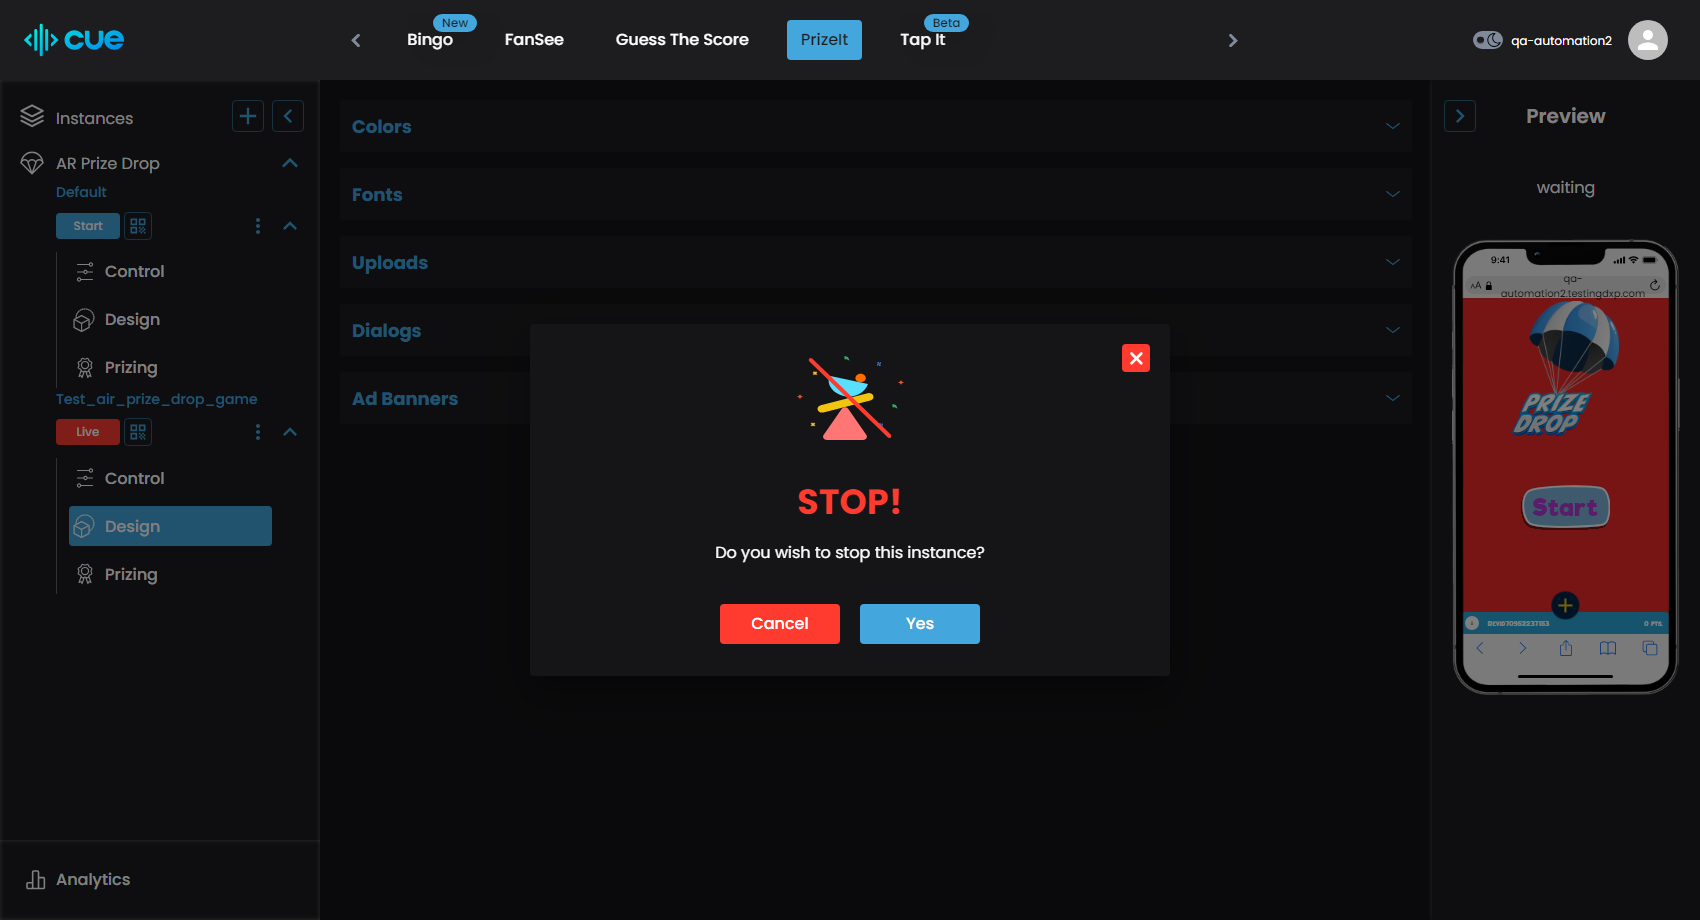 cue
Bingo
New
FanSee
Guess The Score
PrizeIt
Tap It
Beta
qa-automation2
Instances
AR Prize Drop
Default
Start
Control
Design
Prizing
Test_air_prize_drop_game
Live
Control
Design
Prizing
Analytics
Colors
Fonts
Uploads
Dialogs
Ad Banners
STOP!
Do you wish to stop this instance?
Cancel
Yes
Preview
waiting
9:41
AA
qa-
automation2.testingdxp.com
PRIZE
DROP
Start
0 PTS.